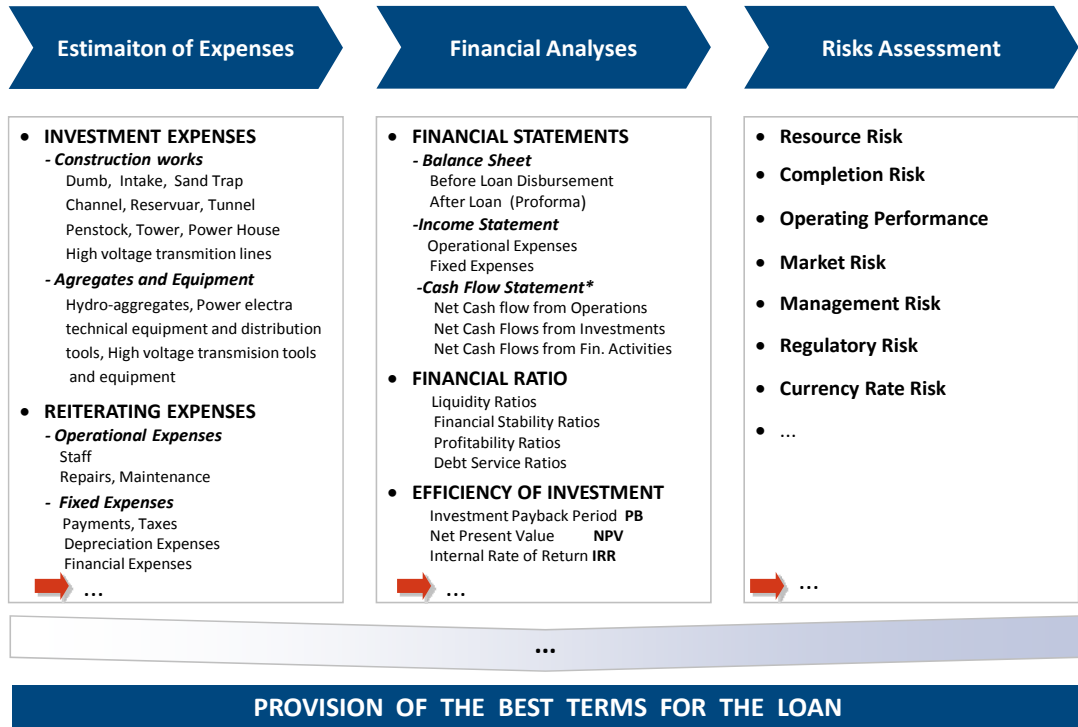 Estimaiton of Expenses
Financial Analyses
Risks Assessment
• INVESTMENT EXPENSES
- Construction works
Dumb, Intake, Sand Trap
Channel, Reservuar, Tunnel
Penstock, Tower, Power House
High voltage transmition lines
- Agregates and Equipment
Hydro-aggregates, Power electra
technical equipment and distribution
tools, High voltage transmision tools
and equipment
• REITERATING EXPENSES
- Operational Expenses
Staff
Repairs, Maintenance
- Fixed Expenses
Payments, Taxes
Depreciation Expenses
Financial Expenses
...
• FINANCIAL STATEMENTS
- Balance Sheet
Before Loan Disbursement
After Loan (Proforma)
-Income Statement
Operational Expenses
Fixed Expenses
-Cash Flow Statement*
Net Cash flow from Operations
Net Cash Flows from Investments
Net Cash Flows from Fin. Activities
• FINANCIAL RATIO
Liquidity Ratios
Financial Stability Ratios
Profitability Ratios
Debt Service Ratios
• EFFICIENCY OF INVESTMENT
Investment Payback Period PB
Net Present Value NPV
Internal Rate of Return IRR
...
• Resource Risk
• Completion Risk
• Operating Performance
• Market Risk
• Management Risk
• Regulatory Risk
• Currency Rate Risk
• ...
...
...
PROVISION OF THE BEST TERMS FOR THE LOAN